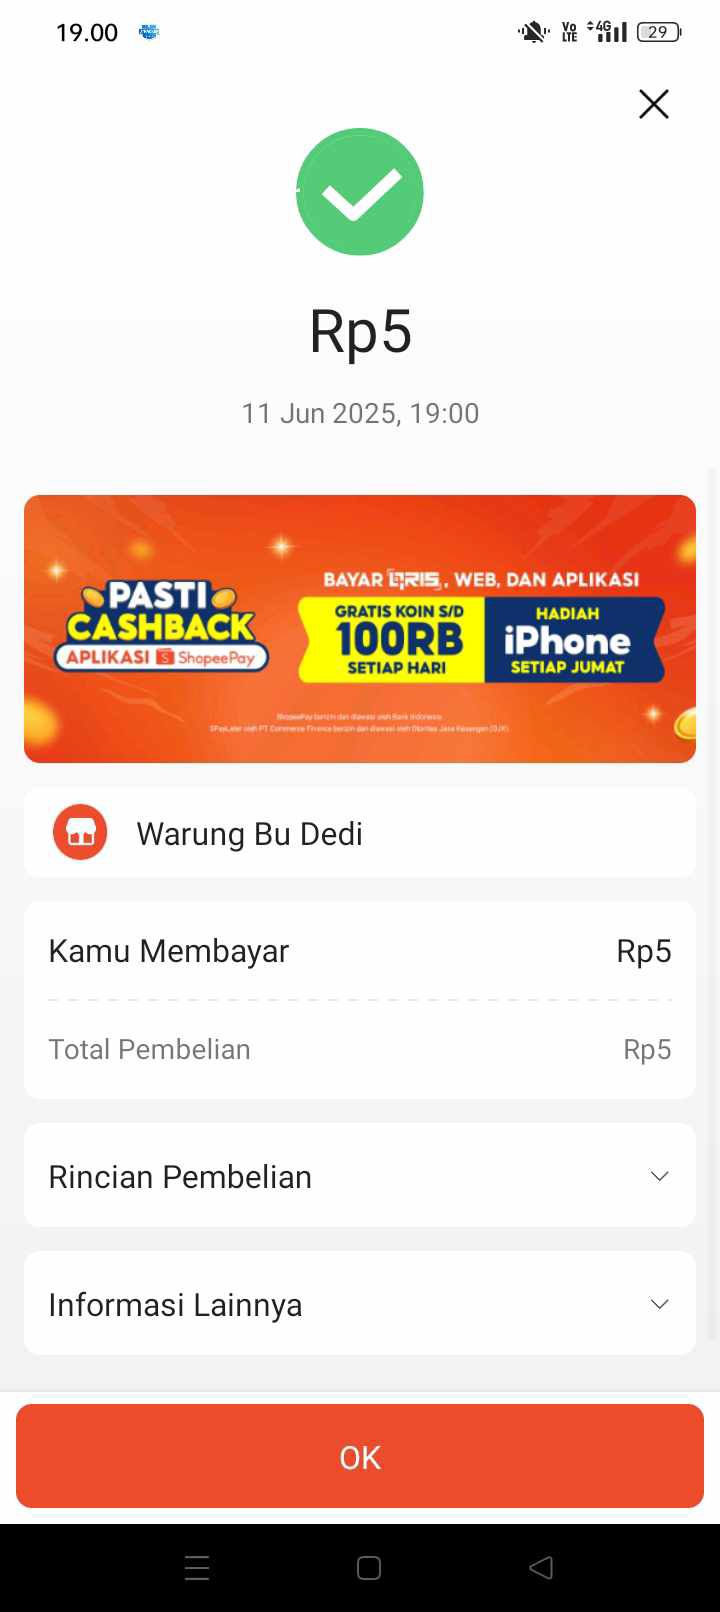 19.00
VO
LTE
4G
29
Rp5
11 Jun 2025, 19:00
PASTI
CASHBACK
APLIKASI S ShopeePay
BAYAR QRIS, WEB, DAN APLIKASI
GRATIS KOIN S/D
100RB
SETIAP HARI
HADIAH
iPhone
SETIAP JUMAT
ShopeePay berizin dan diawasi oleh Bank Indonesia
SPayLater oleh PT Commerce Finance berizin dan diawasi oleh Otoritas Jasa Keuangan (OJK)
Warung Bu Dedi
Kamu Membayar
Rp5
Total Pembelian
Rp5
Rincian Pembelian
Informasi Lainnya
OK